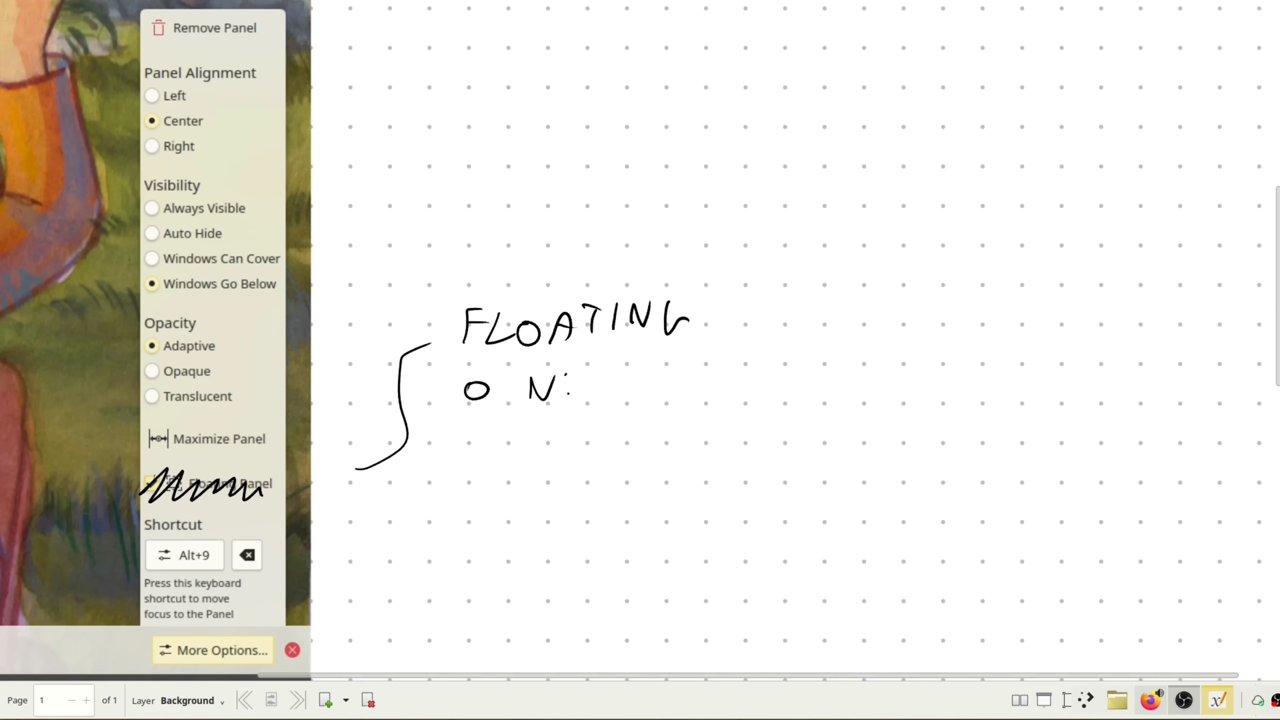 Remove Panel
Panel Alignment
Left
Center
Right
Visibility
Always Visible
Auto Hide
Windows Can Cover
Windows Go Below
Opacity
Adaptive
Opaque
Translucent
Maximize Panel
Panel
Shortcut
Alt+9
Press this keyboard
shortcut to move
focus to the Panel
More Options...
FLOATING
ON:
Page 1 of 1 Layer Background